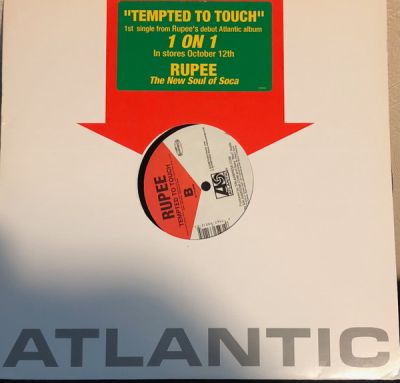 "TEMPTED TO TOUCH"
1st single from Rupee's debut Atlantic album
1 ON 1
In stores October 12th
RUPEE
The New Soul of Soca
RUPEE
TEMPTED TO TOUCH
B
ATLANTIC